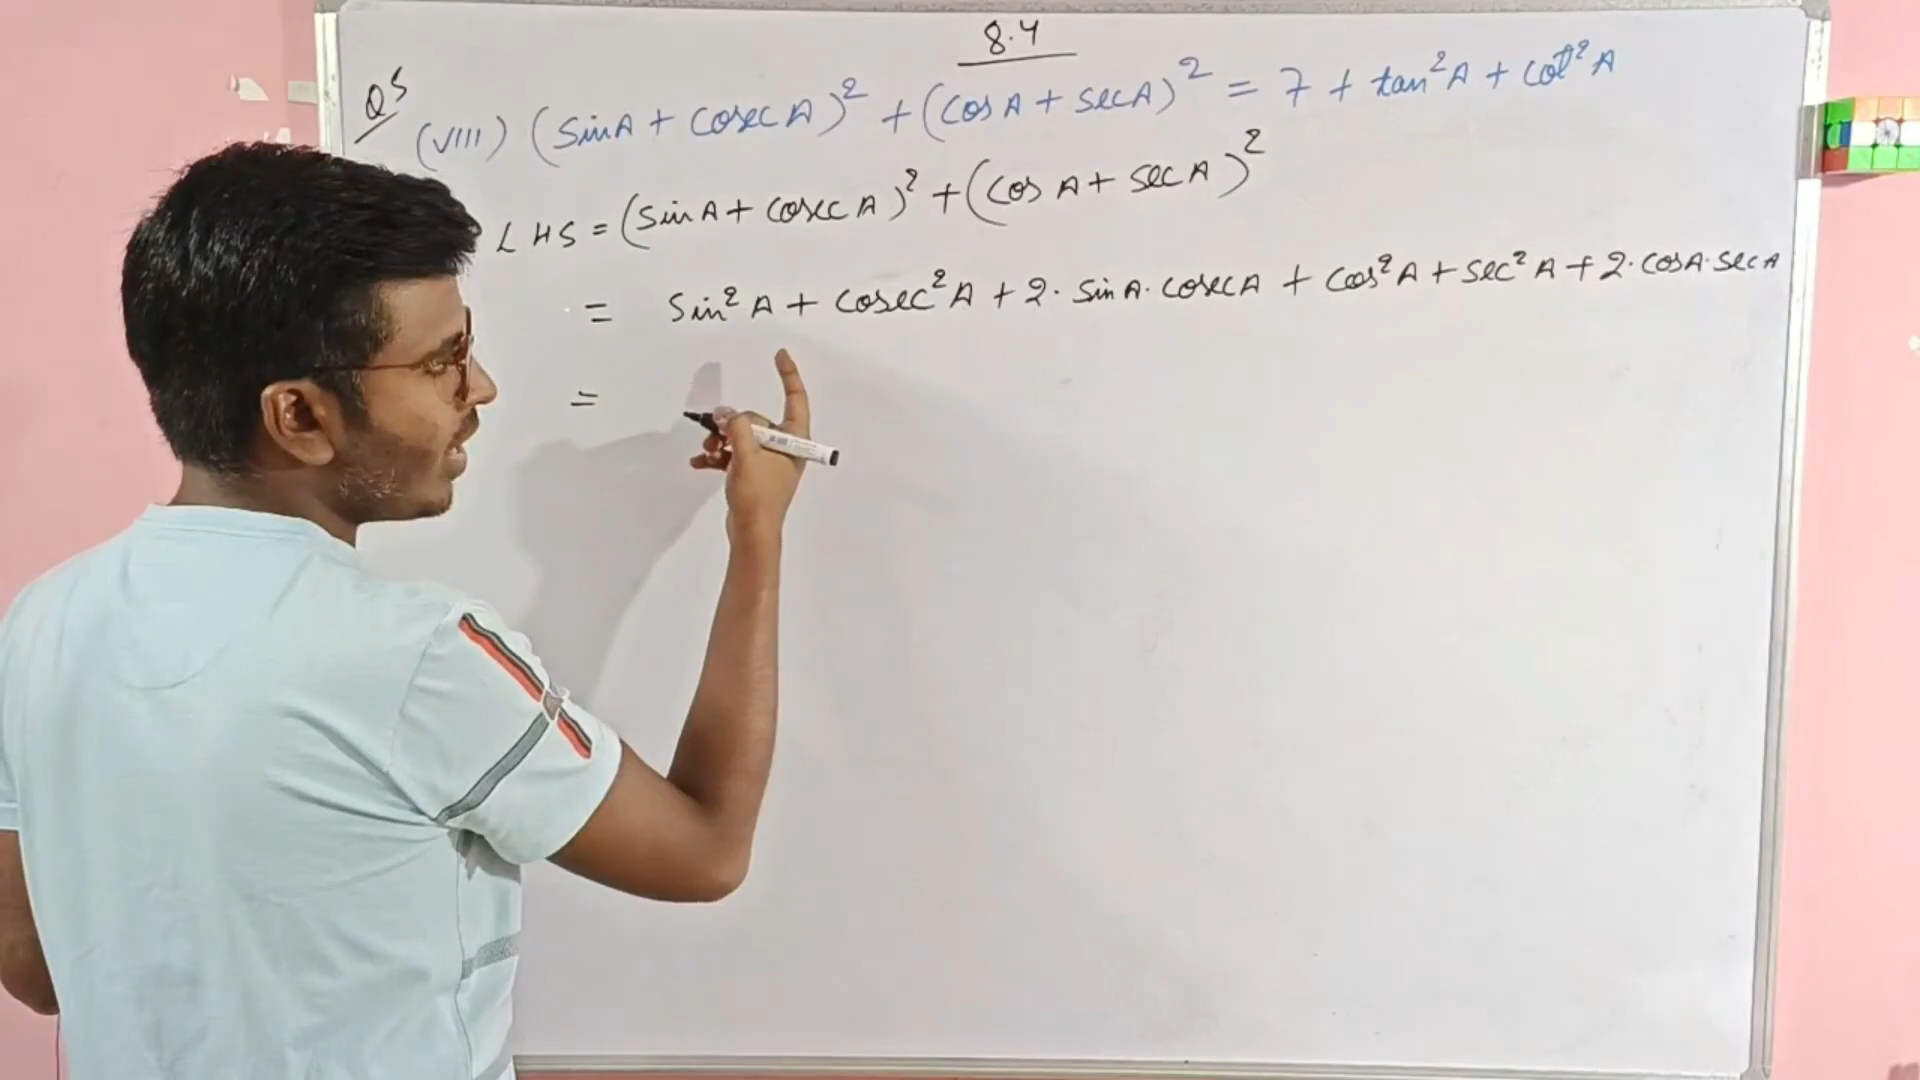 8.4
Q5
(VIII) (sinA + cosecA)² + (cosA + secA)² = 7 + tan²A + cot²A
LHS = (sinA + cosecA)² + (cosA + secA)²
= sin²A + cosec²A + 2·sinA·cosecA + cos²A + sec²A + 2·cosA·secA
=